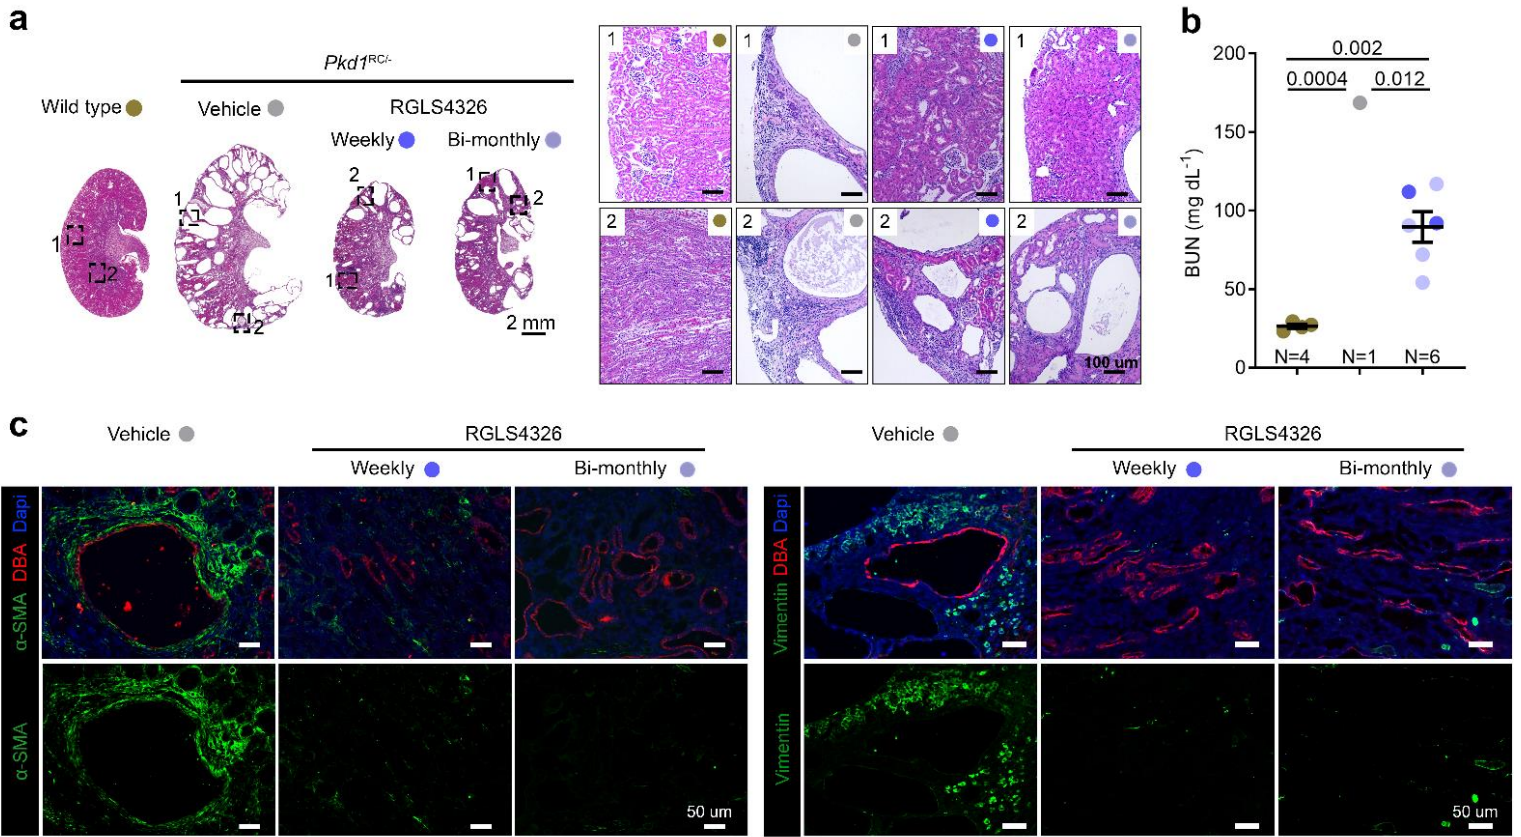 a
Pkd1RC/-
Wild type
Vehicle
RGLS4326
Weekly
Bi-monthly
1
2
1
2
2
1
1
2
2 mm
1
1
1
1
2
2
2
2
100 um
b
BUN (mg dL-1)
200
150
100
50
0
0.002
0.0004
0.012
N=4
N=1
N=6
c
Vehicle
RGLS4326
Weekly
Bi-monthly
α-SMA DBA Dapi
α-SMA
50 um
Vehicle
RGLS4326
Weekly
Bi-monthly
Vimentin DBA Dapi
Vimentin
50 um